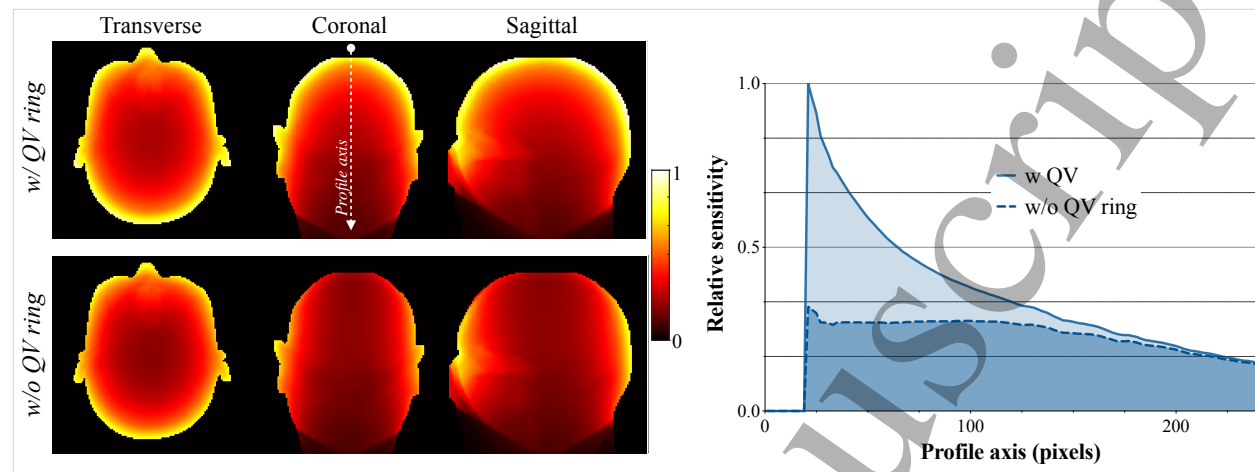 Transverse
Coronal
Sagittal
w/ QV ring
Profile axis
w/o QV ring
1
0
1.0
0.5
0.0
Relative sensitivity
w QV
w/o QV ring
0
100
200
Profile axis (pixels)
uscrip